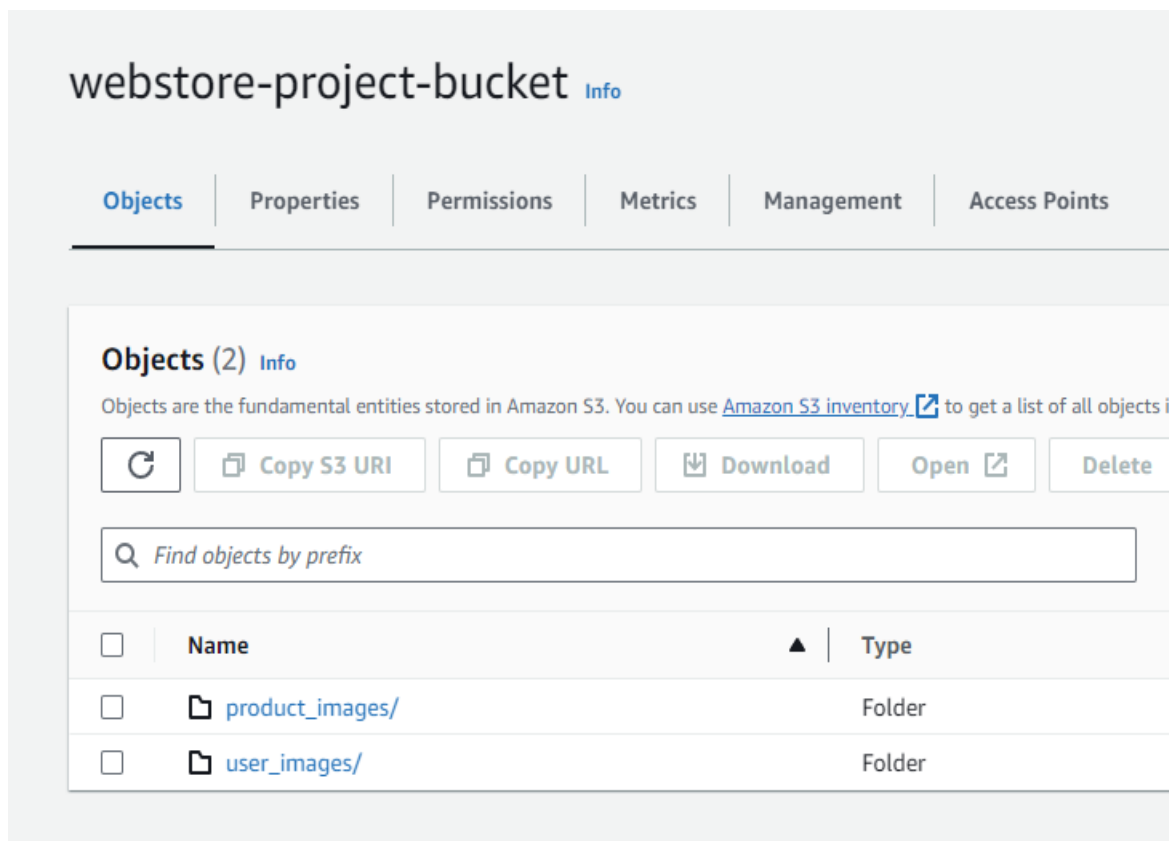 webstore-project-bucket Info
Objects Properties Permissions Metrics Management Access Points
Objects (2) Info
Objects are the fundamental entities stored in Amazon S3. You can use Amazon S3 inventory to get a list of all objects i
Copy S3 URI Copy URL Download Open Delete
Find objects by prefix
Name Type
product_images/ Folder
user_images/ Folder